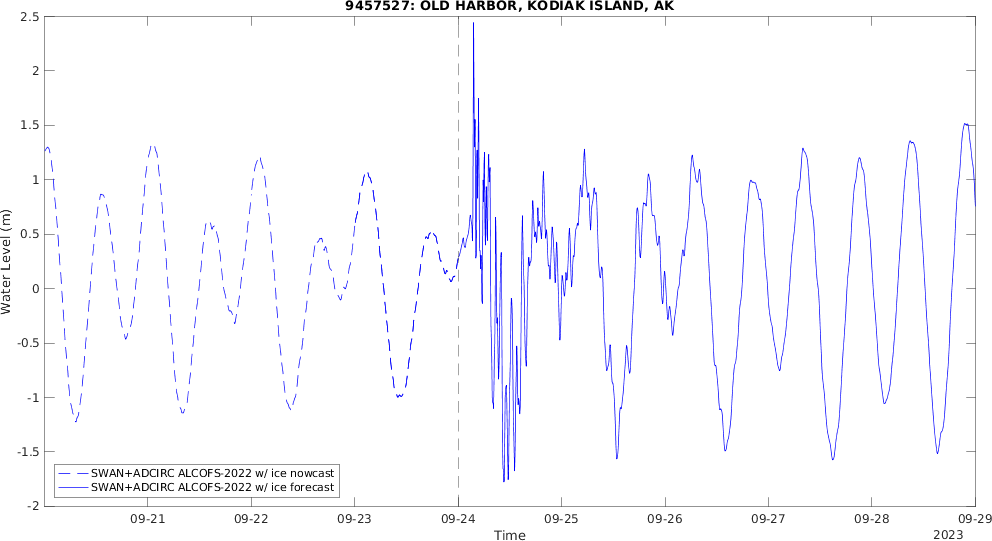 9457527: OLD HARBOR, KODIAK ISLAND, AK
2.5
2
1.5
1
0.5
0
-0.5
-1
-1.5
-2
Water Level (m)
SWAN+ADCIRC ALCOFS-2022 w/ ice nowcast
SWAN+ADCIRC ALCOFS-2022 w/ ice forecast
09-21 09-22 09-23 09-24 09-25 09-26 09-27 09-28 09-29
Time
2023